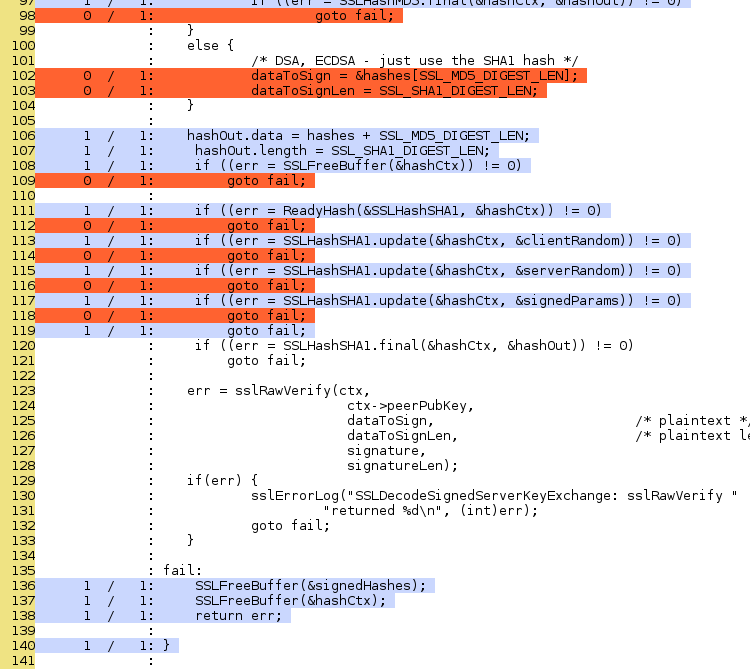 97 1 / 1: if ((err = SSLHashMD5.final(&hashCtx, &hashOut)) != 0)
98 0 / 1: goto fail;
99 : }
100 : else {
101 : /* DSA, ECDSA - just use the SHA1 hash */
102 0 / 1: dataToSign = &hashes[SSL_MD5_DIGEST_LEN];
103 0 / 1: dataToSignLen = SSL_SHA1_DIGEST_LEN;
104 : }
105 :
106 1 / 1: hashOut.data = hashes + SSL_MD5_DIGEST_LEN;
107 1 / 1: hashOut.length = SSL_SHA1_DIGEST_LEN;
108 1 / 1: if ((err = SSLFreeBuffer(&hashCtx)) != 0)
109 0 / 1: goto fail;
110 :
111 1 / 1: if ((err = ReadyHash(&SSLHashSHA1, &hashCtx)) != 0)
112 0 / 1: goto fail;
113 1 / 1: if ((err = SSLHashSHA1.update(&hashCtx, &clientRandom)) != 0)
114 0 / 1: goto fail;
115 1 / 1: if ((err = SSLHashSHA1.update(&hashCtx, &serverRandom)) != 0)
116 0 / 1: goto fail;
117 1 / 1: if ((err = SSLHashSHA1.update(&hashCtx, &signedParams)) != 0)
118 0 / 1: goto fail;
119 1 / 1: goto fail;
120 : if ((err = SSLHashSHA1.final(&hashCtx, &hashOut)) != 0)
121 : goto fail;
122 :
123 : err = sslRawVerify(ctx,
124 : ctx->peerPubKey,
125 : dataToSign, /* plaintext */
126 : dataToSignLen, /* plaintext le
127 : signature,
128 : signatureLen);
129 : if(err) {
130 : sslErrorLog("SSLDecodeSignedServerKeyExchange: sslRawVerify "
131 : "returned %d\n", (int)err);
132 : goto fail;
133 : }
134 :
135 : fail:
136 1 / 1: SSLFreeBuffer(&signedHashes);
137 1 / 1: SSLFreeBuffer(&hashCtx);
138 1 / 1: return err;
139 :
140 1 / 1: }
141 :